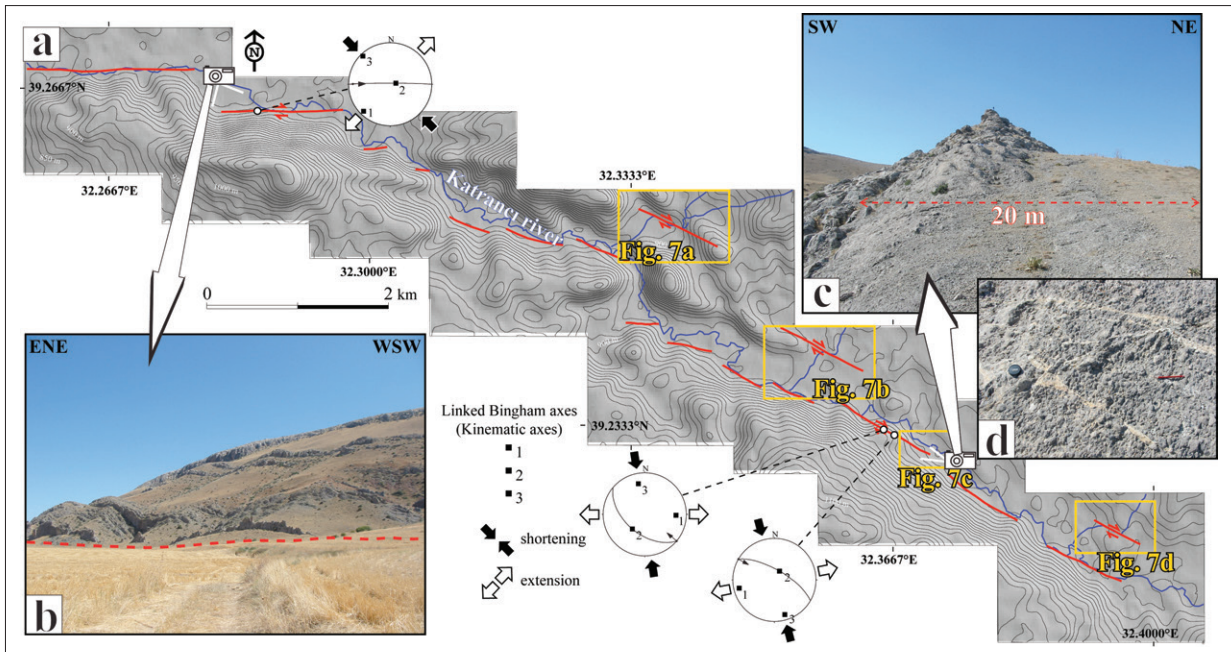 a
N
39.2667°N
32.2667°E
N
3
2
1
Katrancı river
32.3333°E
Fig. 7a
32.3000°E
0 2 km
SW NE
20 m
c
d
ENE WSW
b
Linked Bingham axes
(Kinematic axes)
1
2
3
shortening
extension
39.2333°N
Fig. 7b
Fig. 7c
Fig. 7d
N
3
1
2
N
2
1
3
32.3667°E
32.4000°E